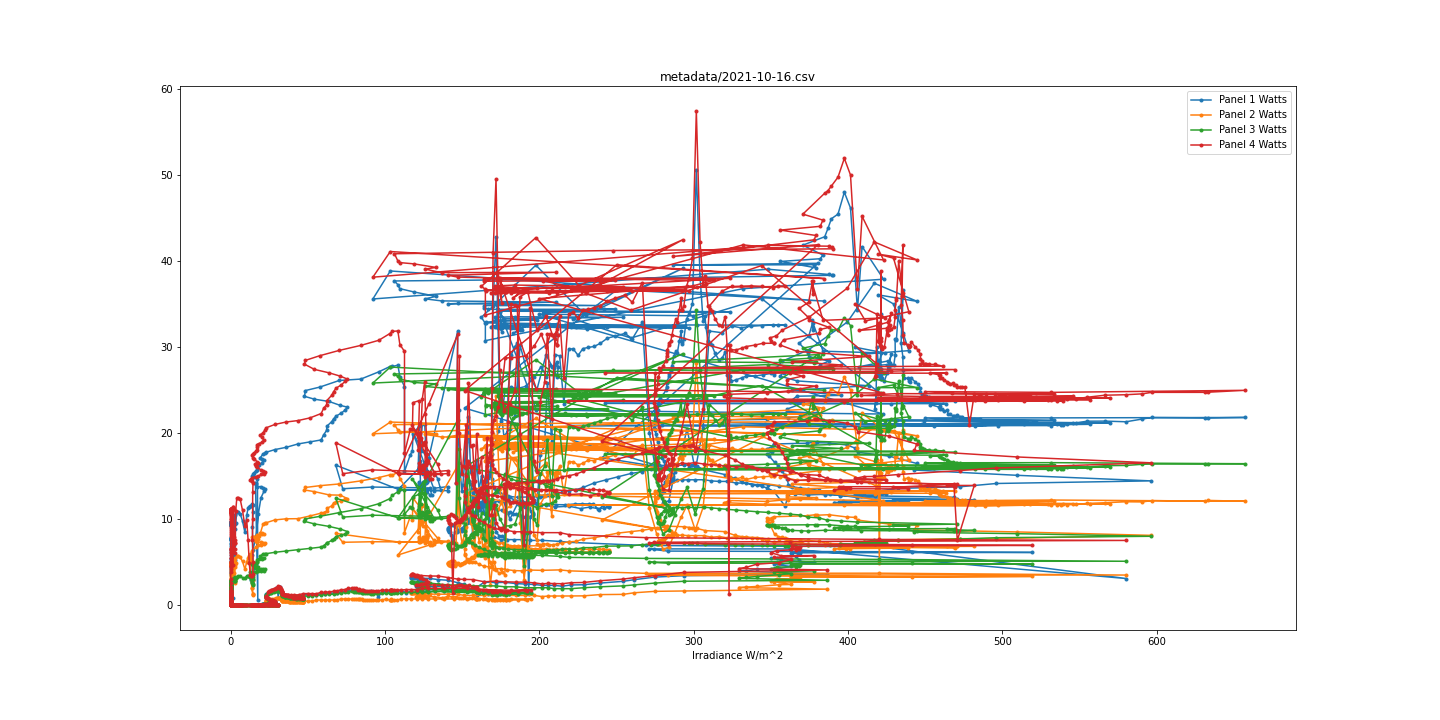 metadata/2021-10-16.csv
60
50
40
30
20
10
0
Panel 1 Watts
Panel 2 Watts
Panel 3 Watts
Panel 4 Watts
0 100 200 300 400 500 600
Irradiance W/m^2